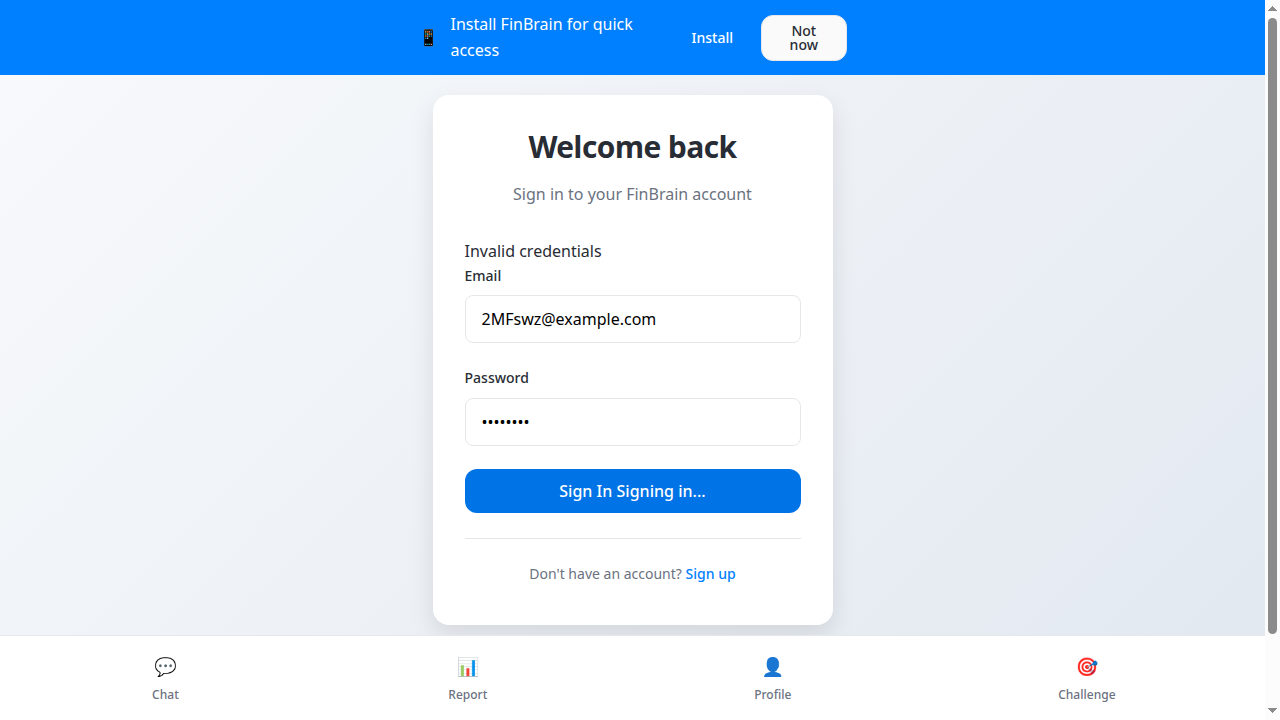 Install FinBrain for quick
access
Install
Not
now
Welcome back
Sign in to your FinBrain account
Invalid credentials
Email
2MFswz@example.com
Password
••••••••
Sign In Signing in...
Don't have an account? Sign up
Chat
Report
Profile
Challenge